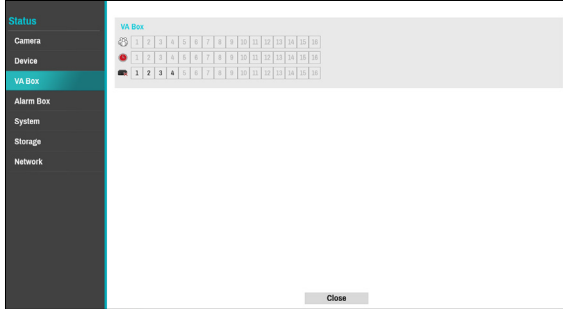 Status
Camera
Device
VA Box
Alarm Box
System
Storage
Network
VA Box
1 2 3 4 5 6 7 8 9 10 11 12 13 14 15 16
1 2 3 4 5 6 7 8 9 10 11 12 13 14 15 16
1 2 3 4 5 6 7 8 9 10 11 12 13 14 15 16
Close